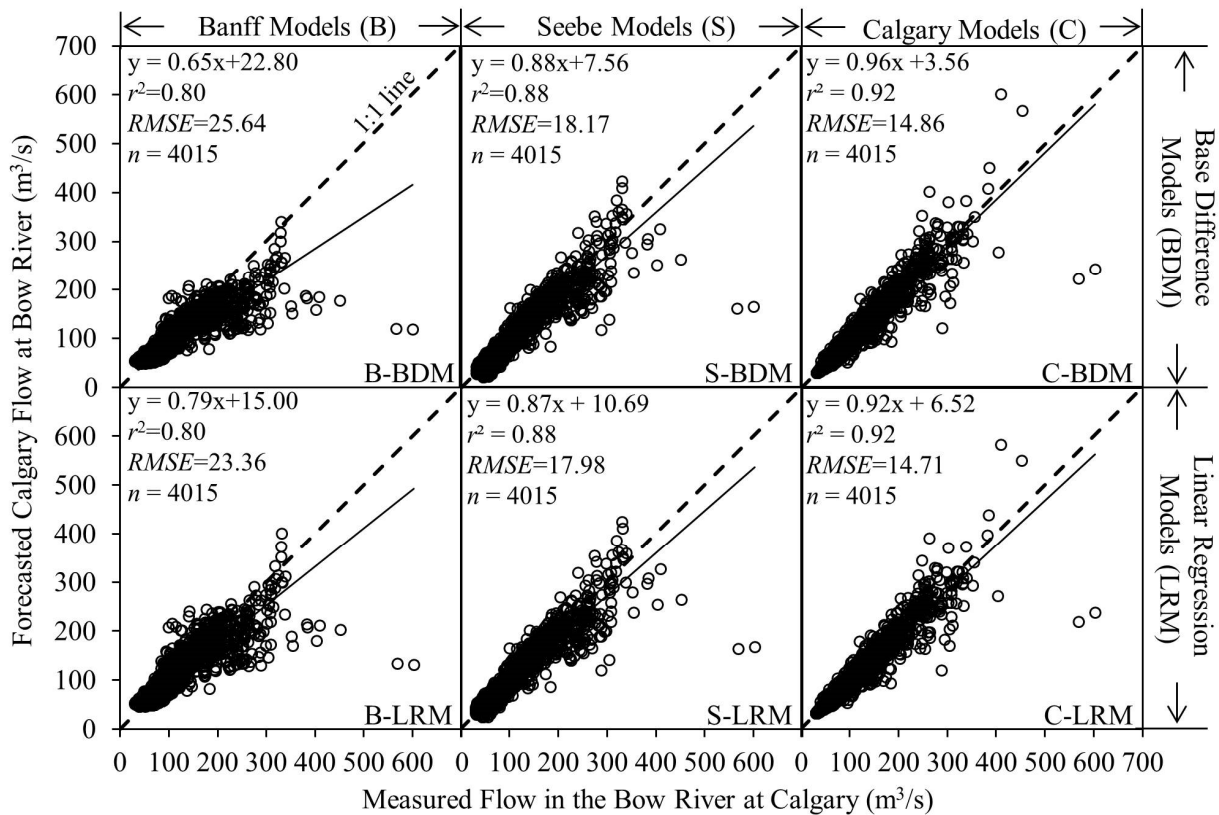 Banff Models (B)
Seebe Models (S)
Calgary Models (C)
Forecasted Calgary Flow at Bow River (m³/s)
700
600
500
400
300
200
100
0
y = 0.65x+22.80
r²=0.80
RMSE=25.64
n = 4015
1:1 line
B-BDM
y = 0.88x+7.56
r²=0.88
RMSE=18.17
n = 4015
S-BDM
y = 0.96x +3.56
r² = 0.92
RMSE=14.86
n = 4015
C-BDM
Base Difference
Models (BDM)
600
500
400
300
200
100
0
y = 0.79x+15.00
r²=0.80
RMSE=23.36
n = 4015
B-LRM
y = 0.87x + 10.69
r² = 0.88
RMSE=17.98
n = 4015
S-LRM
y = 0.92x + 6.52
r² = 0.92
RMSE=14.71
n = 4015
C-LRM
Linear Regression
Models (LRM)
0 100 200 300 400 500 600 0 100 200 300 400 500 600 0 100 200 300 400 500 600 700
Measured Flow in the Bow River at Calgary (m³/s)